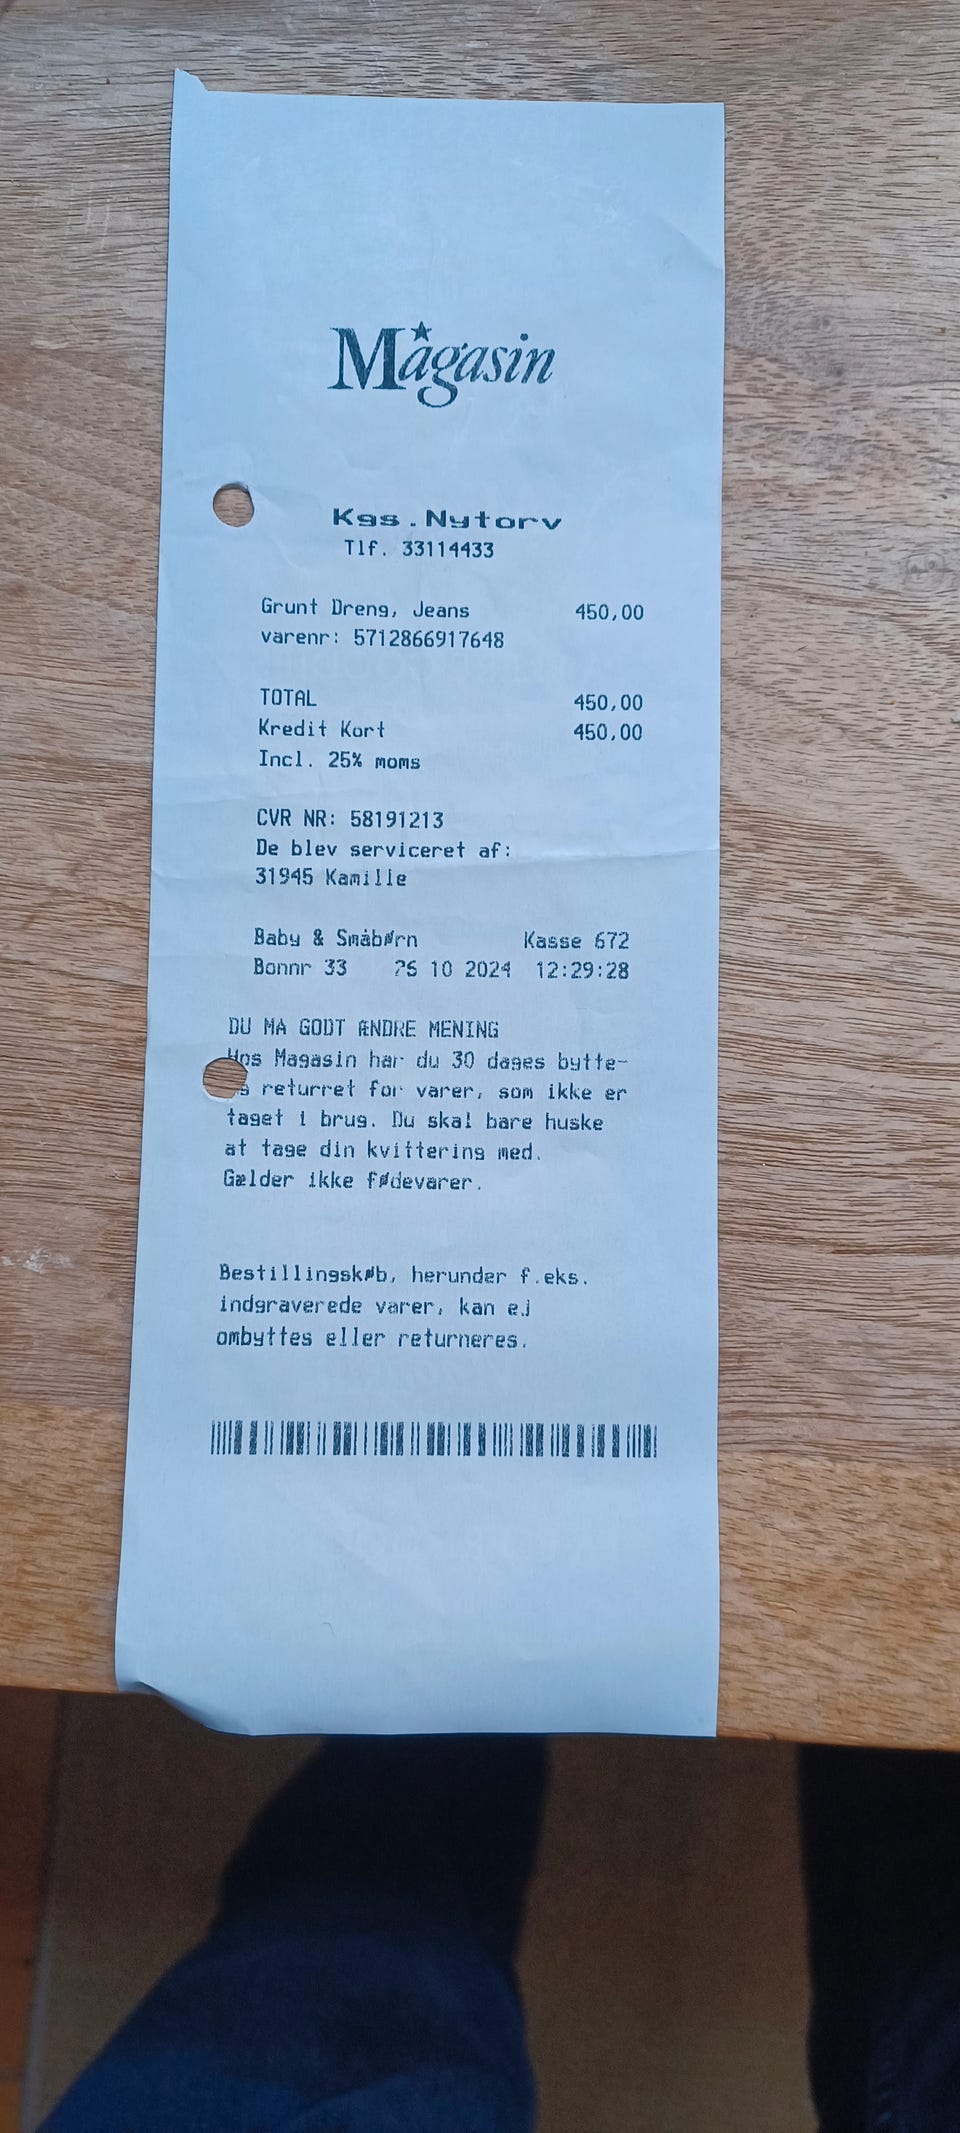 Magasin
Kgs.Nytorv
Tlf. 33114433
Grunt Dreng, Jeans 450,00
varenr: 5712866917648
TOTAL 450,00
Kredit Kort 450,00
Incl. 25% moms
CVR NR: 58191213
De blev serviceret af:
31945 Kamille
Baby & Småbørn Kasse 672
Bonnr 33 26 10 2024 12:29:28
DU MA GODT ÆNDRE MENING
Hos Magasin har du 30 dages bytte-
returret for varer, som ikke er
taget i brug. Du skal bare huske
at tage din kvittering med.
Gælder ikke fødevarer.
Bestillingskøb, herunder f.eks.
indgraverede varer, kan ej
ombyttes eller returneres.